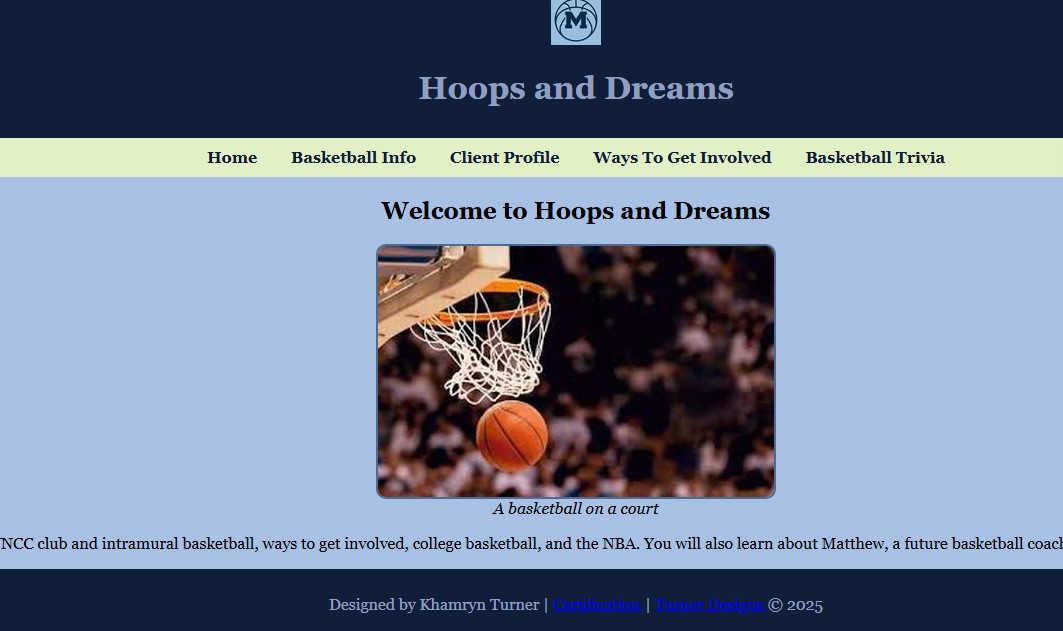 M
Hoops and Dreams
Home Basketball Info Client Profile Ways To Get Involved Basketball Trivia
Welcome to Hoops and Dreams
A basketball on a court
NCC club and intramural basketball, ways to get involved, college basketball, and the NBA. You will also learn about Matthew, a future basketball coach
Designed by Khamryn Turner | Certification | Turner Designs © 2025